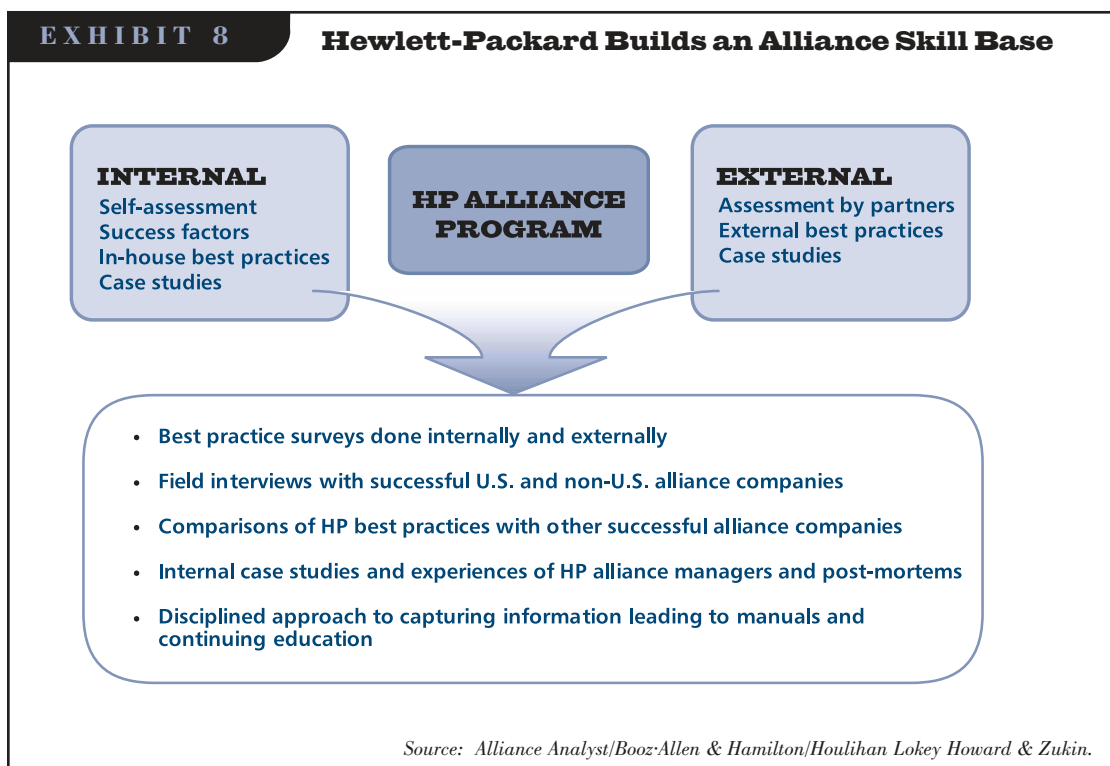 EXHIBIT 8
Hewlett-Packard Builds an Alliance Skill Base
INTERNAL
Self-assessment
Success factors
In-house best practices
Case studies
HP ALLIANCE
PROGRAM
EXTERNAL
Assessment by partners
External best practices
Case studies
• Best practice surveys done internally and externally
• Field interviews with successful U.S. and non-U.S. alliance companies
• Comparisons of HP best practices with other successful alliance companies
• Internal case studies and experiences of HP alliance managers and post-mortems
• Disciplined approach to capturing information leading to manuals and
continuing education
Source: Alliance Analyst/Booz·Allen & Hamilton/Houlihan Lokey Howard & Zukin.